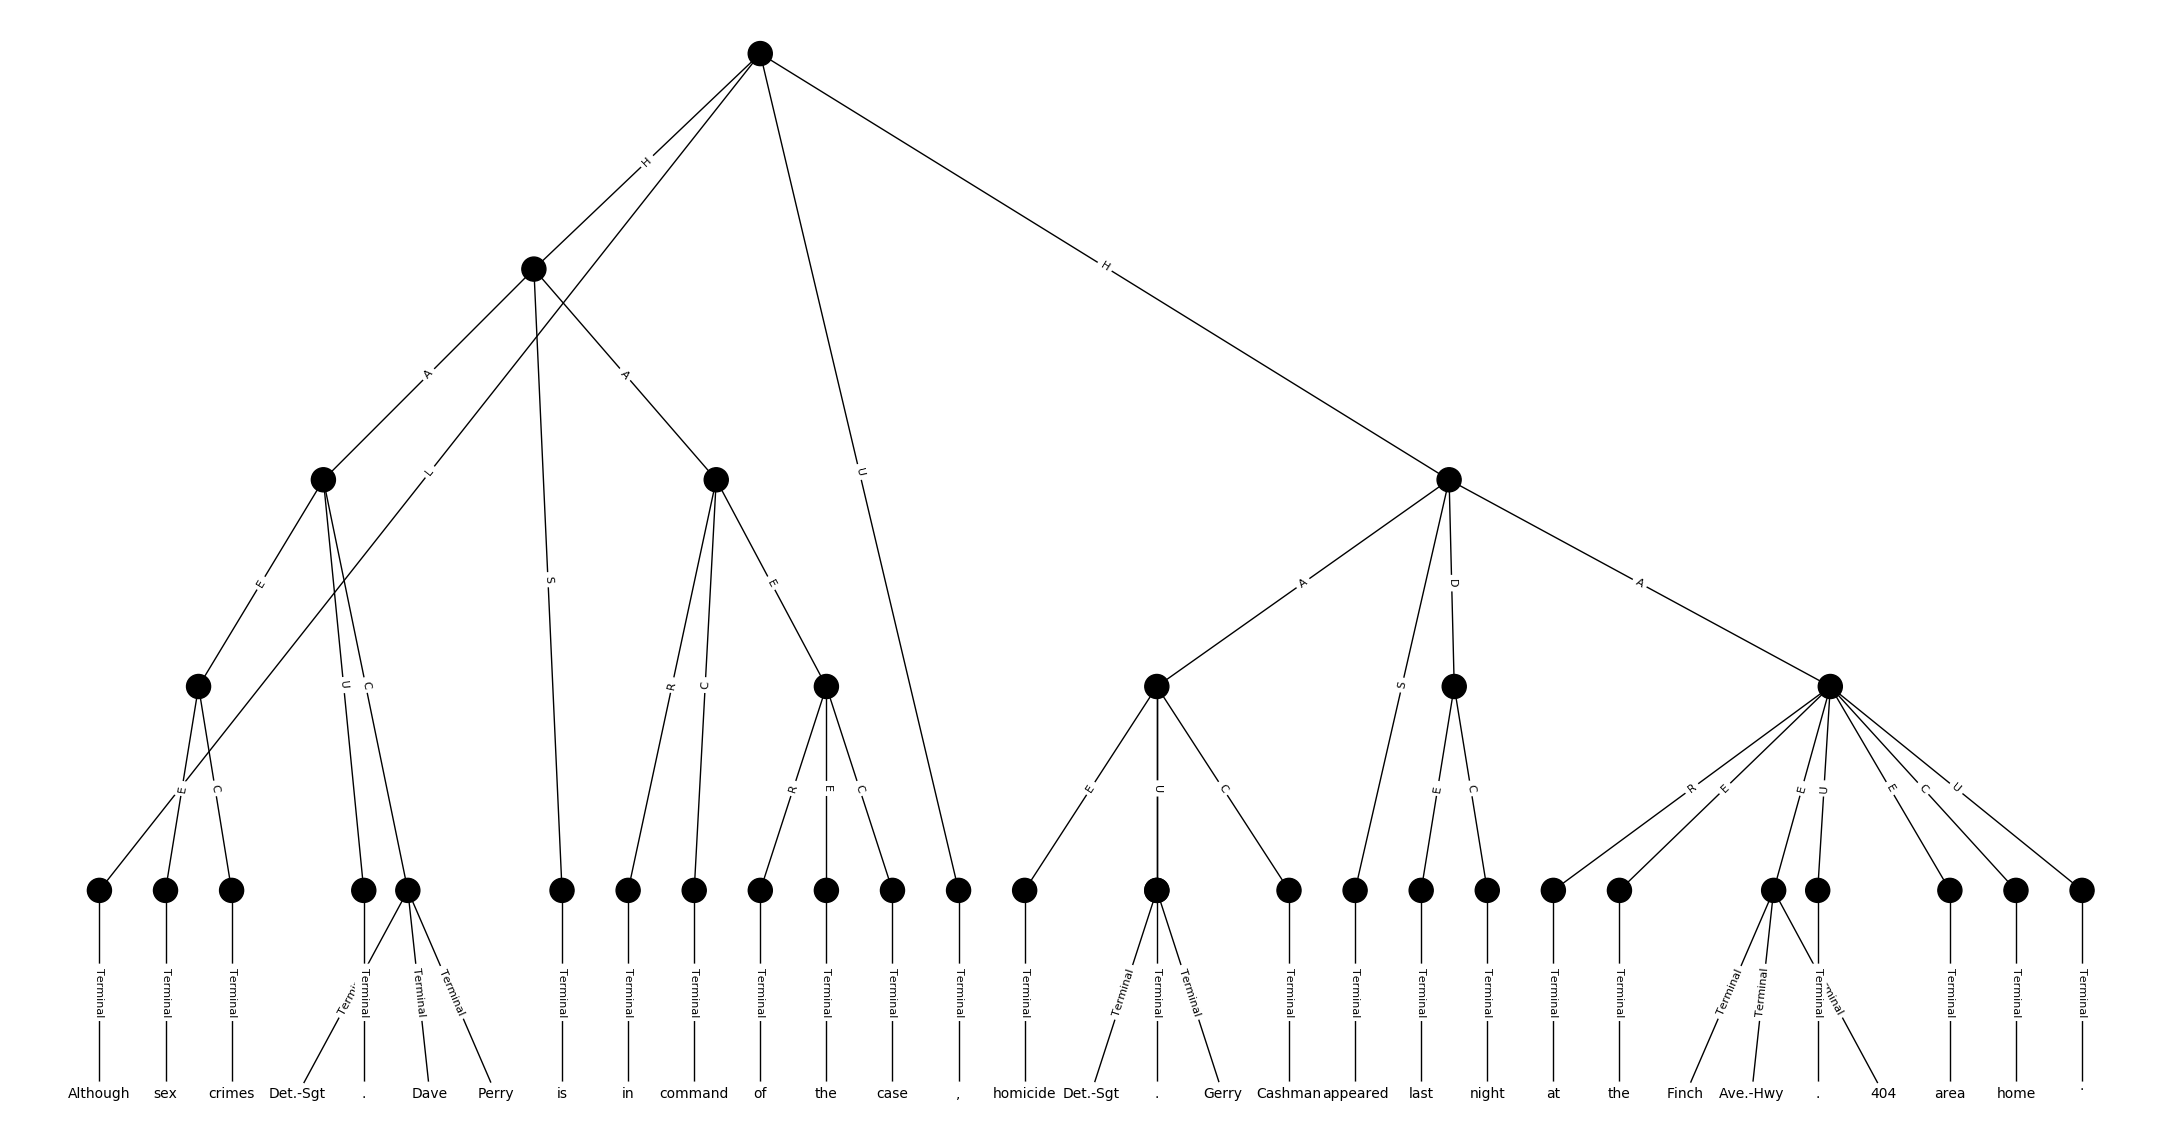 H
H
A
A
L
U
E
S
E
A
D
A
U
C
R
C
S
E
C
R
E
C
E
U
C
E
C
R
E
E
U
E
C
U
Terminal Terminal Terminal Terminal Terminal Terminal Terminal Terminal Terminal Terminal Terminal Terminal Terminal Terminal Terminal Terminal Terminal Terminal Terminal Terminal Terminal Terminal Terminal Terminal Terminal Terminal Terminal Terminal Terminal
Although sex crimes Det.-Sgt . Dave Perry is in command of the case , homicide Det.-Sgt . Gerry Cashman appeared last night at the Finch Ave.-Hwy . 404 area home .